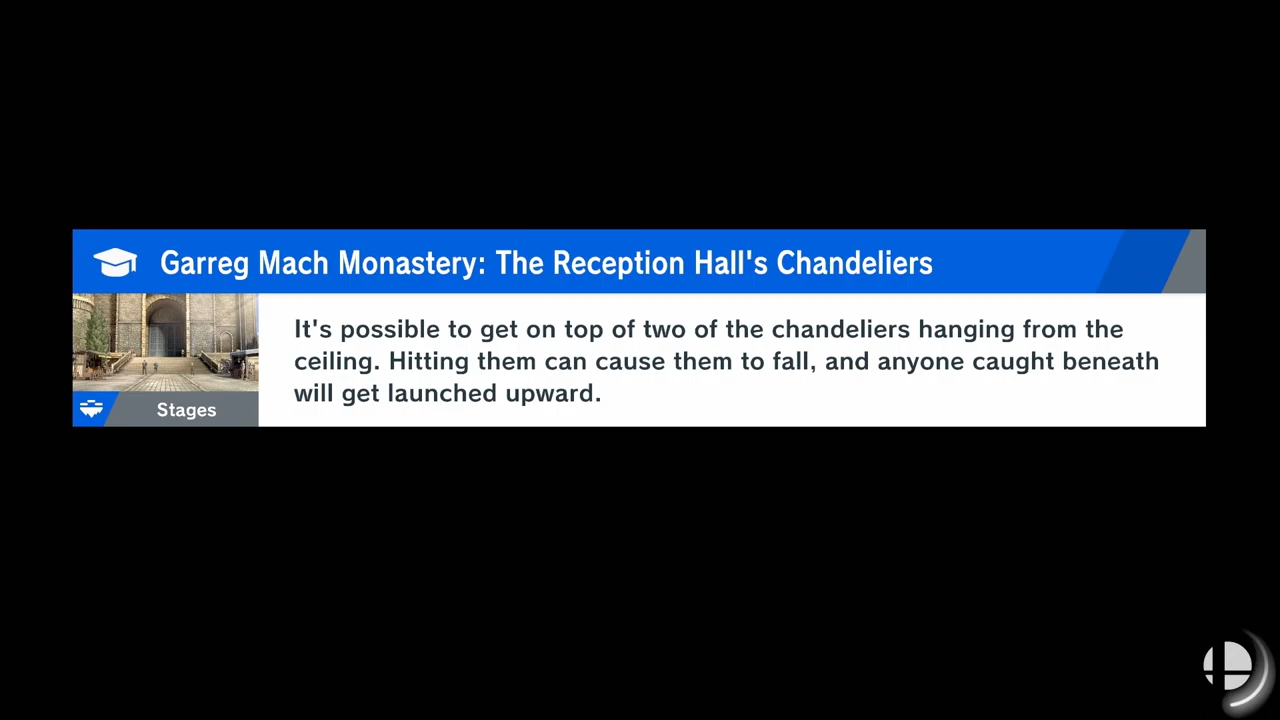 Garreg Mach Monastery: The Reception Hall's Chandeliers
It's possible to get on top of two of the chandeliers hanging from the
ceiling. Hitting them can cause them to fall, and anyone caught beneath
will get launched upward.
Stages